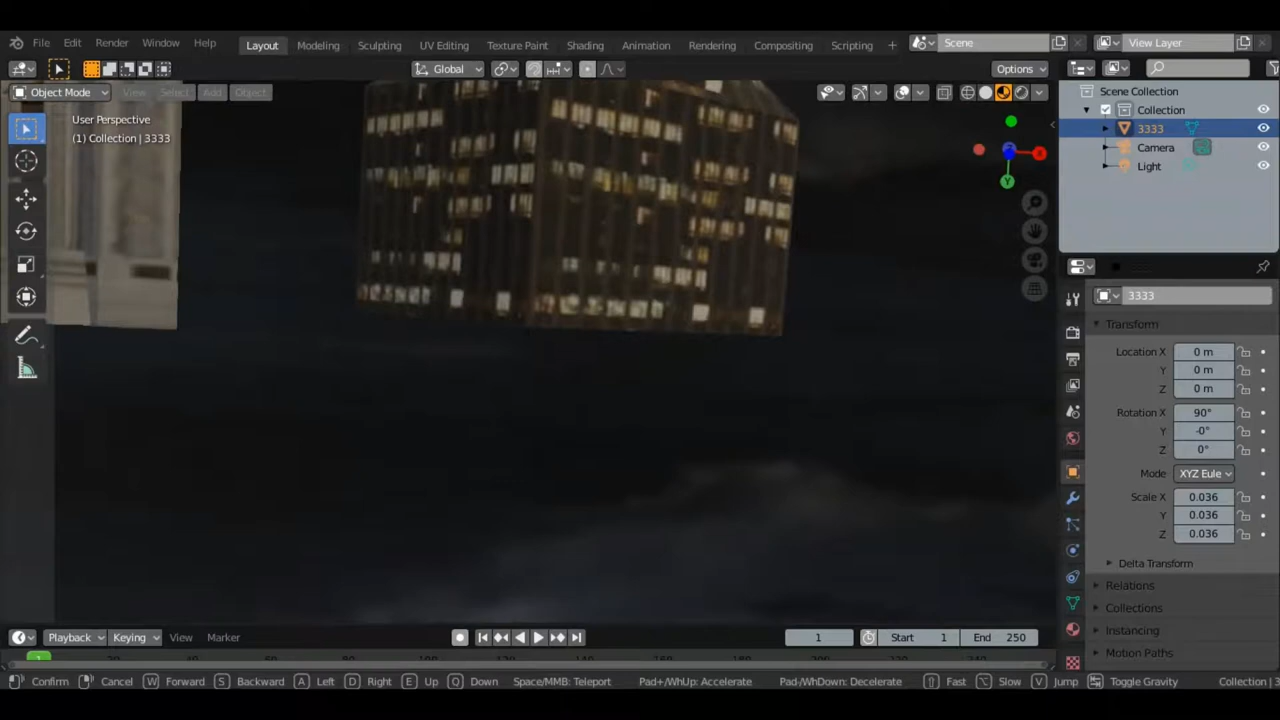 File Edit Render Window Help Layout Modeling Sculpting UV Editing Texture Paint Shading Animation Rendering Compositing Scripting + Scene View Layer
Global Options
Object Mode View Select Add Object
User Perspective
(1) Collection | 3333
X
Y
Scene Collection
Collection
3333
Camera
Light
3333
Transform
Location X 0 m
Y 0 m
Z 0 m
Rotation X 90°
Y -0°
Z 0°
Mode XYZ Eule
Scale X 0.036
Y 0.036
Z 0.036
Delta Transform
Relations
Collections
Instancing
Motion Paths
Playback Keying View Marker 1 Start 1 End 250
1
Confirm Cancel W Forward S Backward A Left D Right E Up Q Down Space/MMB: Teleport Pad+/WhUp: Accelerate Pad-/WhDown: Decelerate Fast Slow V Jump Toggle Gravity Collection | 3